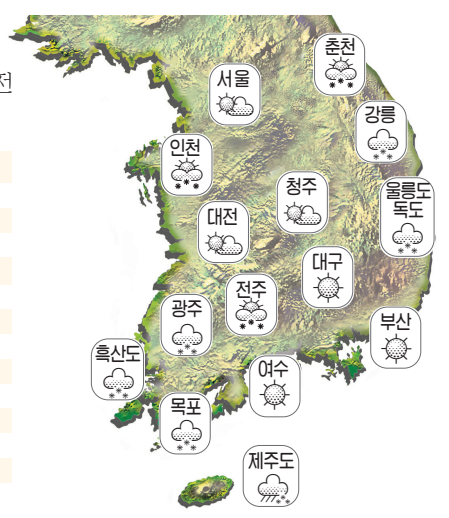 춘천
서울
전
강릉
인천
청주
울릉도
독도
대전
대구
전주
광주
부산
흑산도
여수
목포
제주도